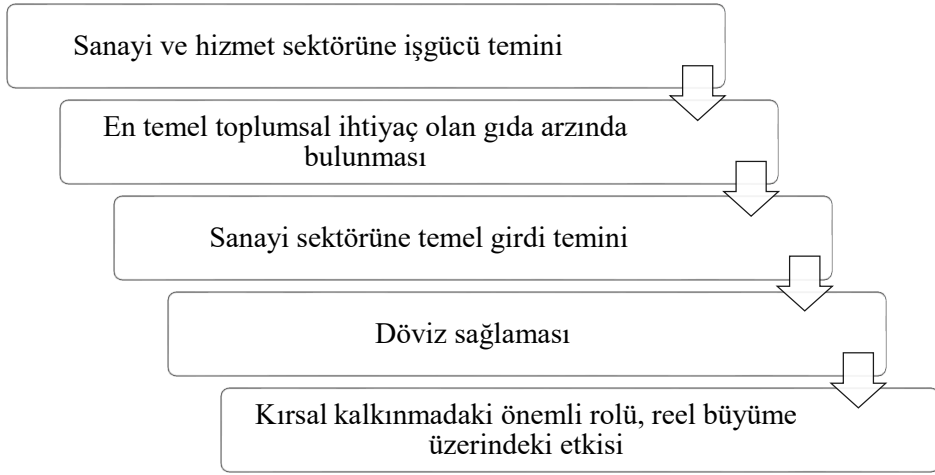 Sanayi ve hizmet sektörüne işgücü temini
En temel toplumsal ihtiyaç olan gıda arzında
bulunması
Sanayi sektörüne temel girdi temini
Döviz sağlaması
Kırsal kalkınmadaki önemli rolü, reel büyüme
üzerindeki etkisi